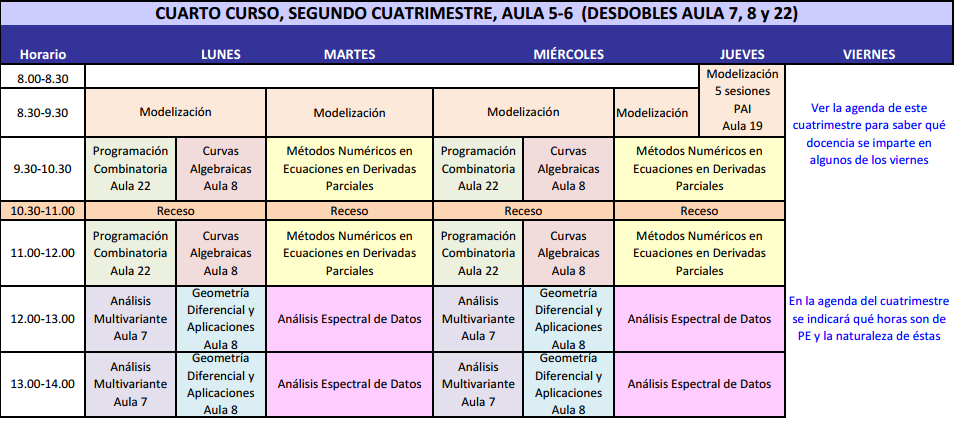 CUARTO CURSO, SEGUNDO CUATRIMESTRE, AULA 5-6 (DESDOBLES AULA 7, 8 y 22)
Horario LUNES MARTES MIÉRCOLES JUEVES VIERNES
8.00-8.30
Modelización
5 sesiones
PAI
Aula 19
8.30-9.30
Modelización
Modelización
Modelización
Modelización
Ver la agenda de este
cuatrimestre para saber qué
docencia se imparte en
algunos de los viernes
9.30-10.30
Programación
Combinatoria
Aula 22
Curvas
Algebraicas
Aula 8
Métodos Numéricos en
Ecuaciones en Derivadas
Parciales
Programación
Combinatoria
Aula 22
Curvas
Algebraicas
Aula 8
Métodos Numéricos en
Ecuaciones en Derivadas
Parciales
10.30-11.00 Receso Receso Receso Receso
11.00-12.00
Programación
Combinatoria
Aula 22
Curvas
Algebraicas
Aula 8
Métodos Numéricos en
Ecuaciones en Derivadas
Parciales
Programación
Combinatoria
Aula 22
Curvas
Algebraicas
Aula 8
Métodos Numéricos en
Ecuaciones en Derivadas
Parciales
12.00-13.00
Análisis
Multivariante
Aula 7
Geometría
Diferencial y
Aplicaciones
Aula 8
Análisis Espectral de Datos
Análisis
Multivariante
Aula 7
Geometría
Diferencial y
Aplicaciones
Aula 8
Análisis Espectral de Datos
En la agenda del cuatrimestre
se indicará qué horas son de
PE y la naturaleza de éstas
13.00-14.00
Análisis
Multivariante
Aula 7
Geometría
Diferencial y
Aplicaciones
Aula 8
Análisis Espectral de Datos
Análisis
Multivariante
Aula 7
Geometría
Diferencial y
Aplicaciones
Aula 8
Análisis Espectral de Datos